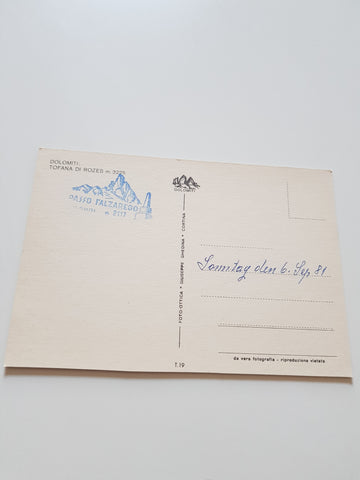 DOLOMITI:
TOFANA DI ROZES m. 3225
PASSO FALZAREGO
m. 2117
DOLOMITI
FOTO-OTTICA • GIUSEPPE GHEDINA • CORTINA
Sonntag den 6. Sep. 81
da vera fotografia - riproduzione vietata
T.19